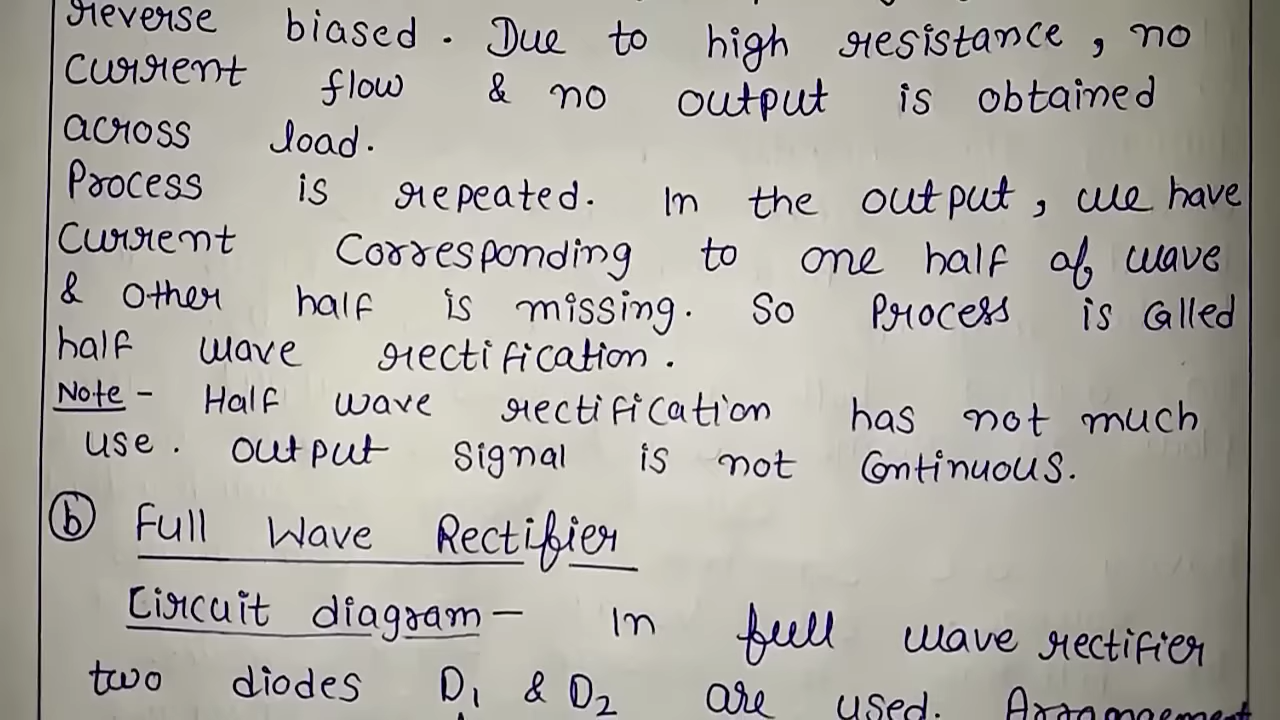 reverse biased. Due to high resistance, no
current flow & no output is obtained
across load.
Process is repeated. In the output, we have
current corresponding to one half of wave
& other half is missing. So process is called
half wave rectification.
Note - Half wave rectification has not much
use. output signal is not continuous.
(b) Full Wave Rectifier
Circuit diagram - In full wave rectifier
two diodes D₁ & D₂ are used. Arrangement